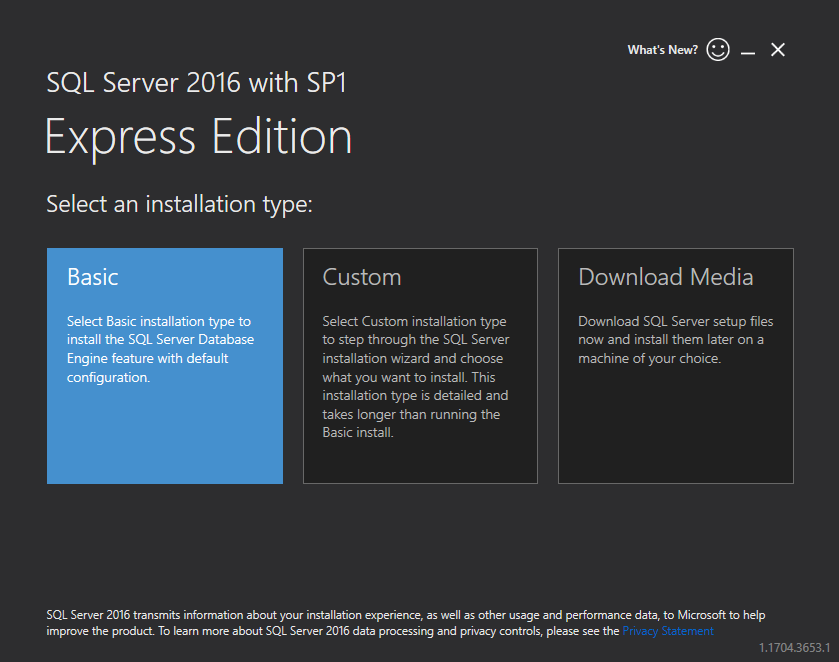 What's New?
SQL Server 2016 with SP1
Express Edition
Select an installation type:
Basic
Select Basic installation type to
install the SQL Server Database
Engine feature with default
configuration.
Custom
Select Custom installation type
to step through the SQL Server
installation wizard and choose
what you want to install. This
installation type is detailed and
takes longer than running the
Basic install.
Download Media
Download SQL Server setup files
now and install them later on a
machine of your choice.
SQL Server 2016 transmits information about your installation experience, as well as other usage and performance data, to Microsoft to help
improve the product. To learn more about SQL Server 2016 data processing and privacy controls, please see the Privacy Statement
1.1704.3653.1